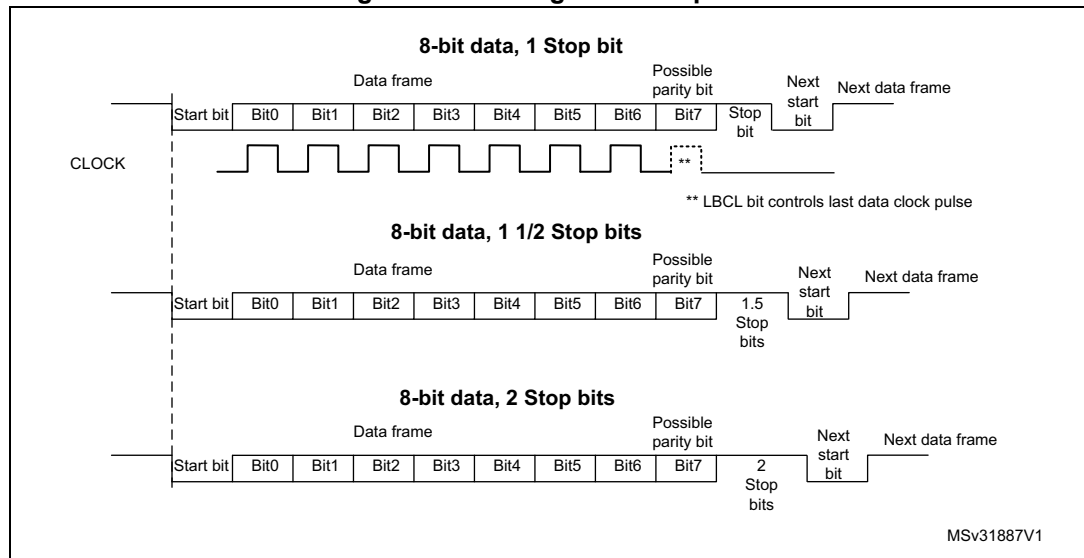 8-bit data, 1 Stop bit
Data frame
Possible
parity bit
Next
start
bit
Next data frame
Start bit Bit0 Bit1 Bit2 Bit3 Bit4 Bit5 Bit6 Bit7 Stop
bit
CLOCK
**
** LBCL bit controls last data clock pulse
8-bit data, 1 1/2 Stop bits
Data frame
Possible
parity bit
Next
start
bit
Next data frame
Start bit Bit0 Bit1 Bit2 Bit3 Bit4 Bit5 Bit6 Bit7 1.5
Stop
bits
8-bit data, 2 Stop bits
Data frame
Possible
parity bit
Next
start
bit
Next data frame
Start bit Bit0 Bit1 Bit2 Bit3 Bit4 Bit5 Bit6 Bit7 2
Stop
bits
MSv31887V1